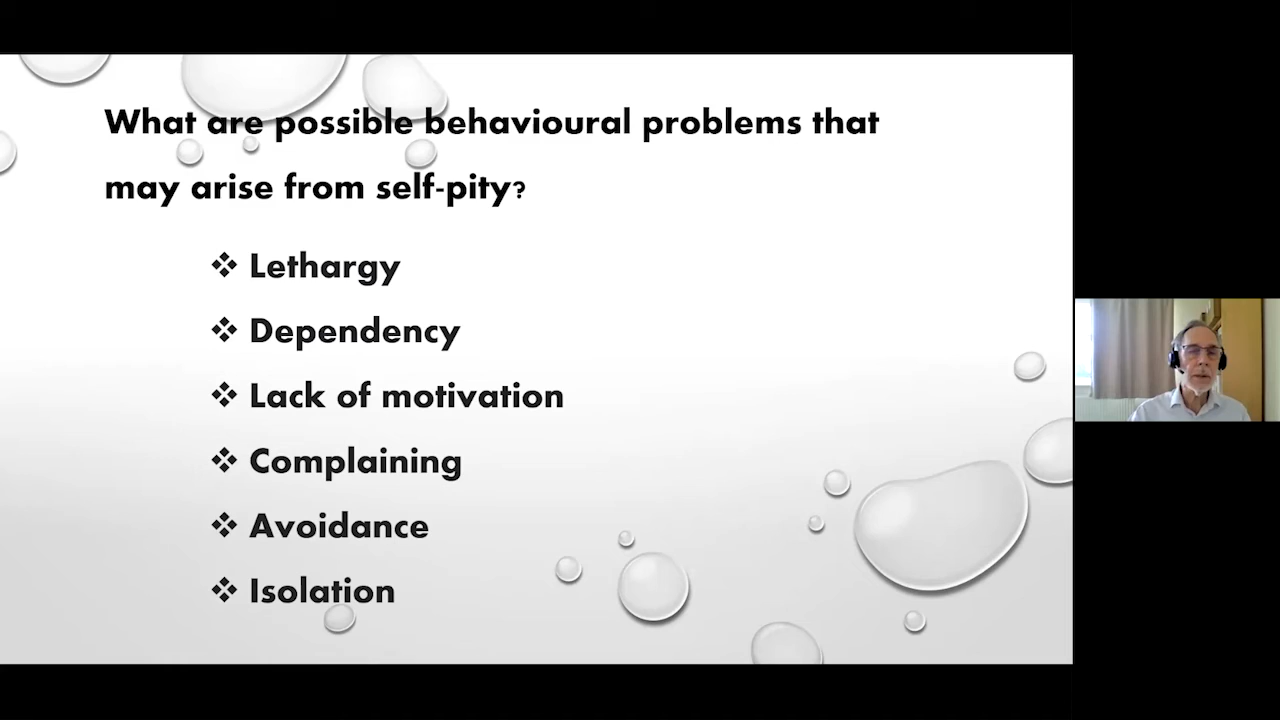 What are possible behavioural problems that
may arise from self-pity?
❖ Lethargy
❖ Dependency
❖ Lack of motivation
❖ Complaining
❖ Avoidance
❖ Isolation